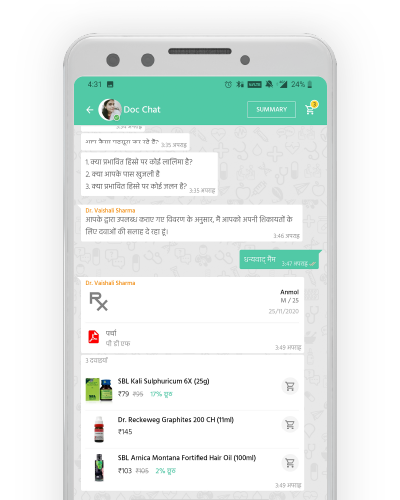 4:31
24%
Doc Chat
SUMMARY
3
3:35 अपराह्न
1. क्या प्रभावित हिस्से पर कोई लालिमा है?
2. क्या आपके पास खुजली है
3. क्या प्रभावित हिस्से पर कोई जलन है?
3:35 अपराह्न
Dr. Vaishali Sharma
आपके द्वारा उपलब्ध कराए गए विवरण के अनुसार, मैं आपको अपनी शिकायतों के
लिए दवाओं की सलाह दे रहा हूं।
3:46 अपराह्न
धन्यवाद मैम
3:47 अपराह्न
Dr. Vaishali Sharma
Rx
Anmol
M / 25
20/11/2020
पर्चा
पी डी एफ
3:49 अपराह्न
3 दवाइयाँ
SBL Kali Sulphuricum 6X (25g)
₹79 ₹95 17% छूट
Dr. Reckeweg Graphites 200 CH (11ml)
₹145
SBL Arnica Montana Fortified Hair Oil (100ml)
₹103 ₹105 2% छूट
3:49 अपराह्न